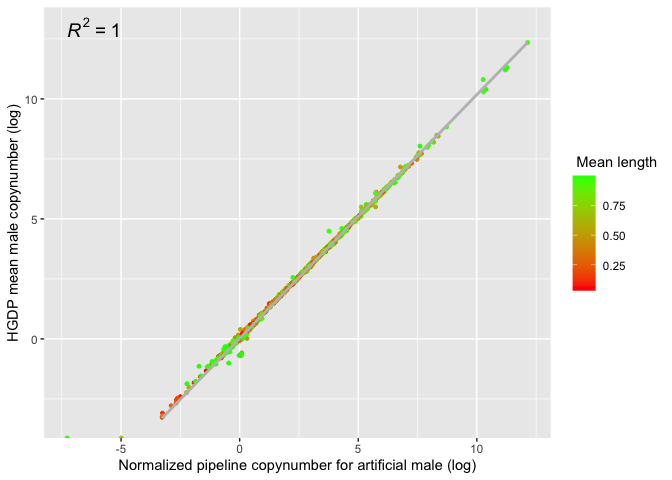 R² = 1
10
5
0
-5
0
5
10
HGDP mean male copynumber (log)
Normalized pipeline copynumber for artificial male (log)
Mean length
0.75
0.50
0.25